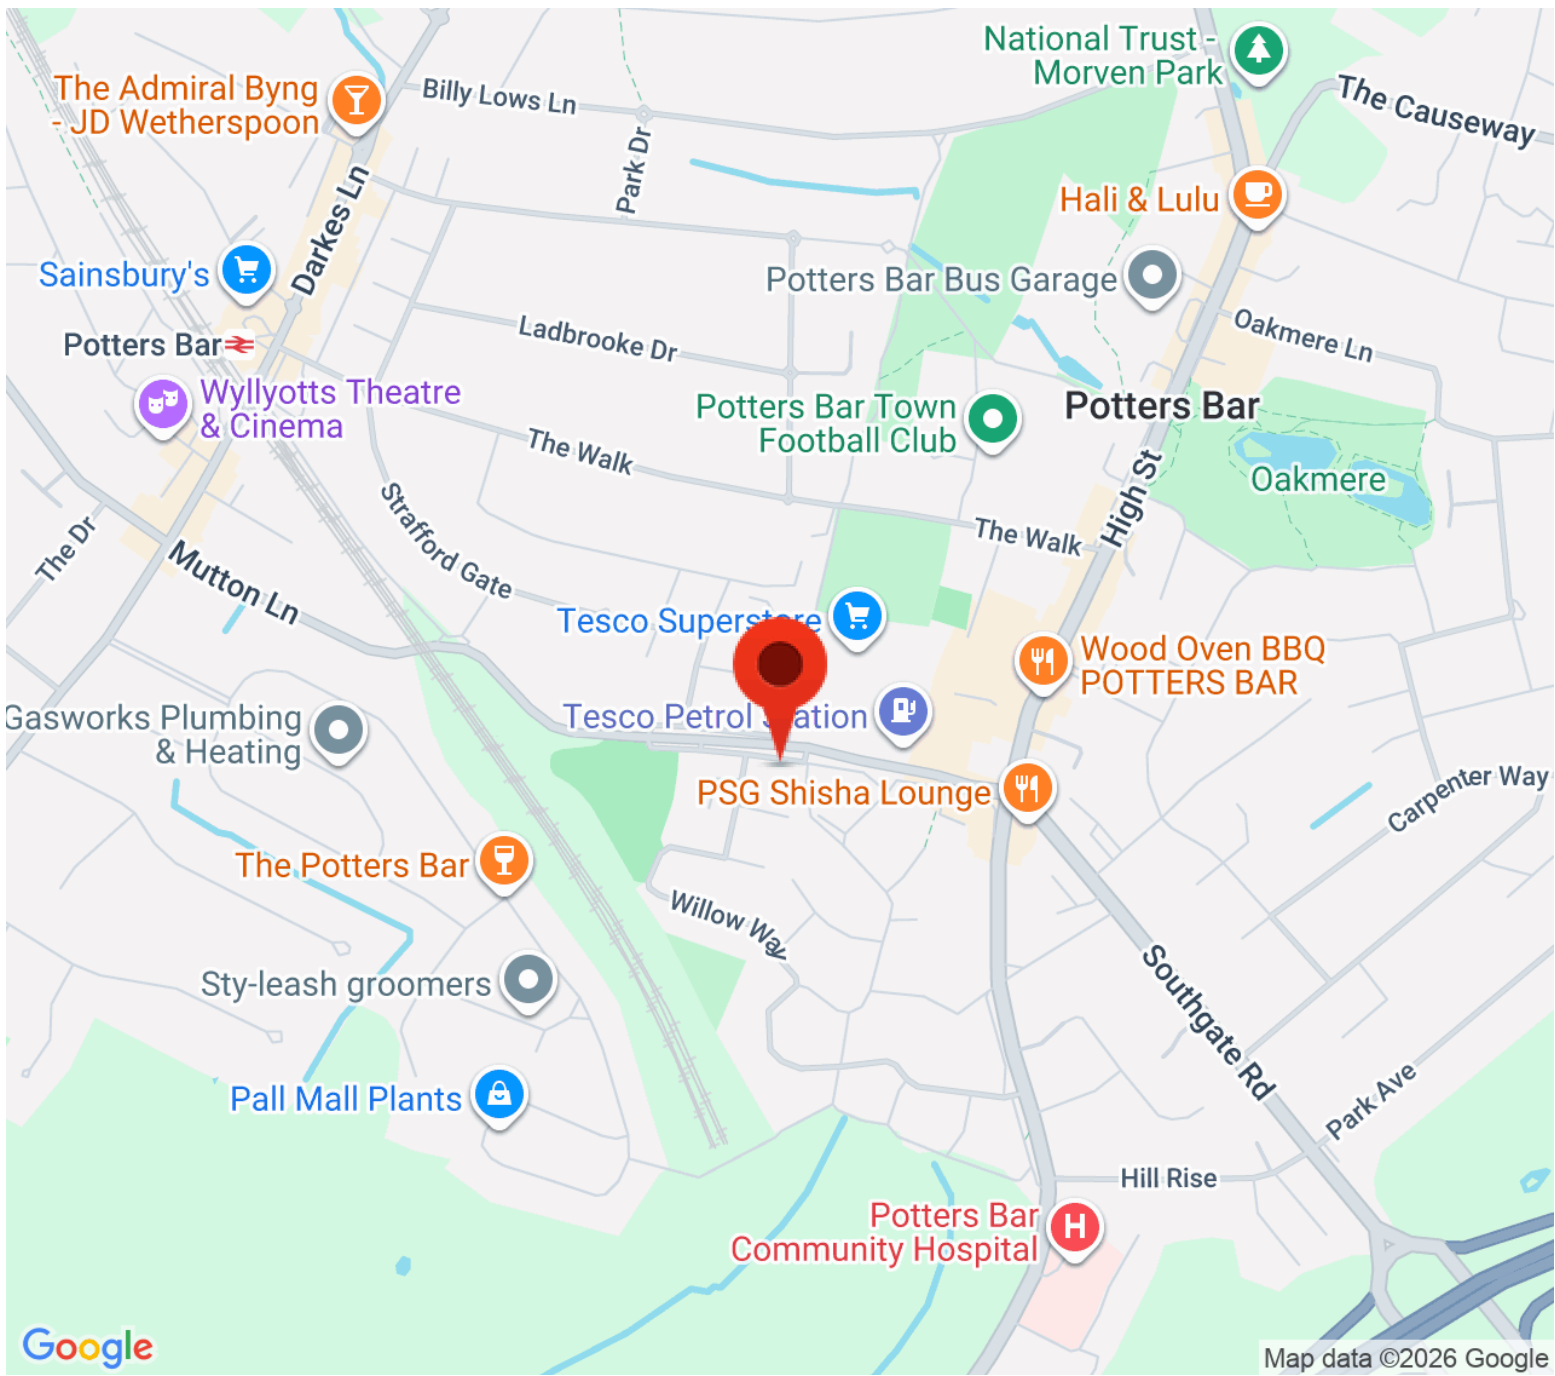 National Trust -
Morven Park
The Admiral Byng
- JD Wetherspoon
Billy Lows Ln
The Causeway
Park Dr
Hali & Lulu
Darkes Ln
Sainsbury's
Potters Bar Bus Garage
Potters Bar
Ladbrooke Dr
Oakmere Ln
Wyllyotts Theatre
& Cinema
Potters Bar Town
Football Club
Potters Bar
The Walk
Oakmere
High St
Strafford Gate
The Walk
The Dr
Mutton Ln
Tesco Superstore
Wood Oven BBQ
POTTERS BAR
Gasworks Plumbing
& Heating
Tesco Petrol Station
PSG Shisha Lounge
Carpenter Way
The Potters Bar
Willow Way
Sty-leash groomers
Southgate Rd
Pall Mall Plants
Park Ave
Hill Rise
Potters Bar
Community Hospital
H
Google
Map data ©2026 Google